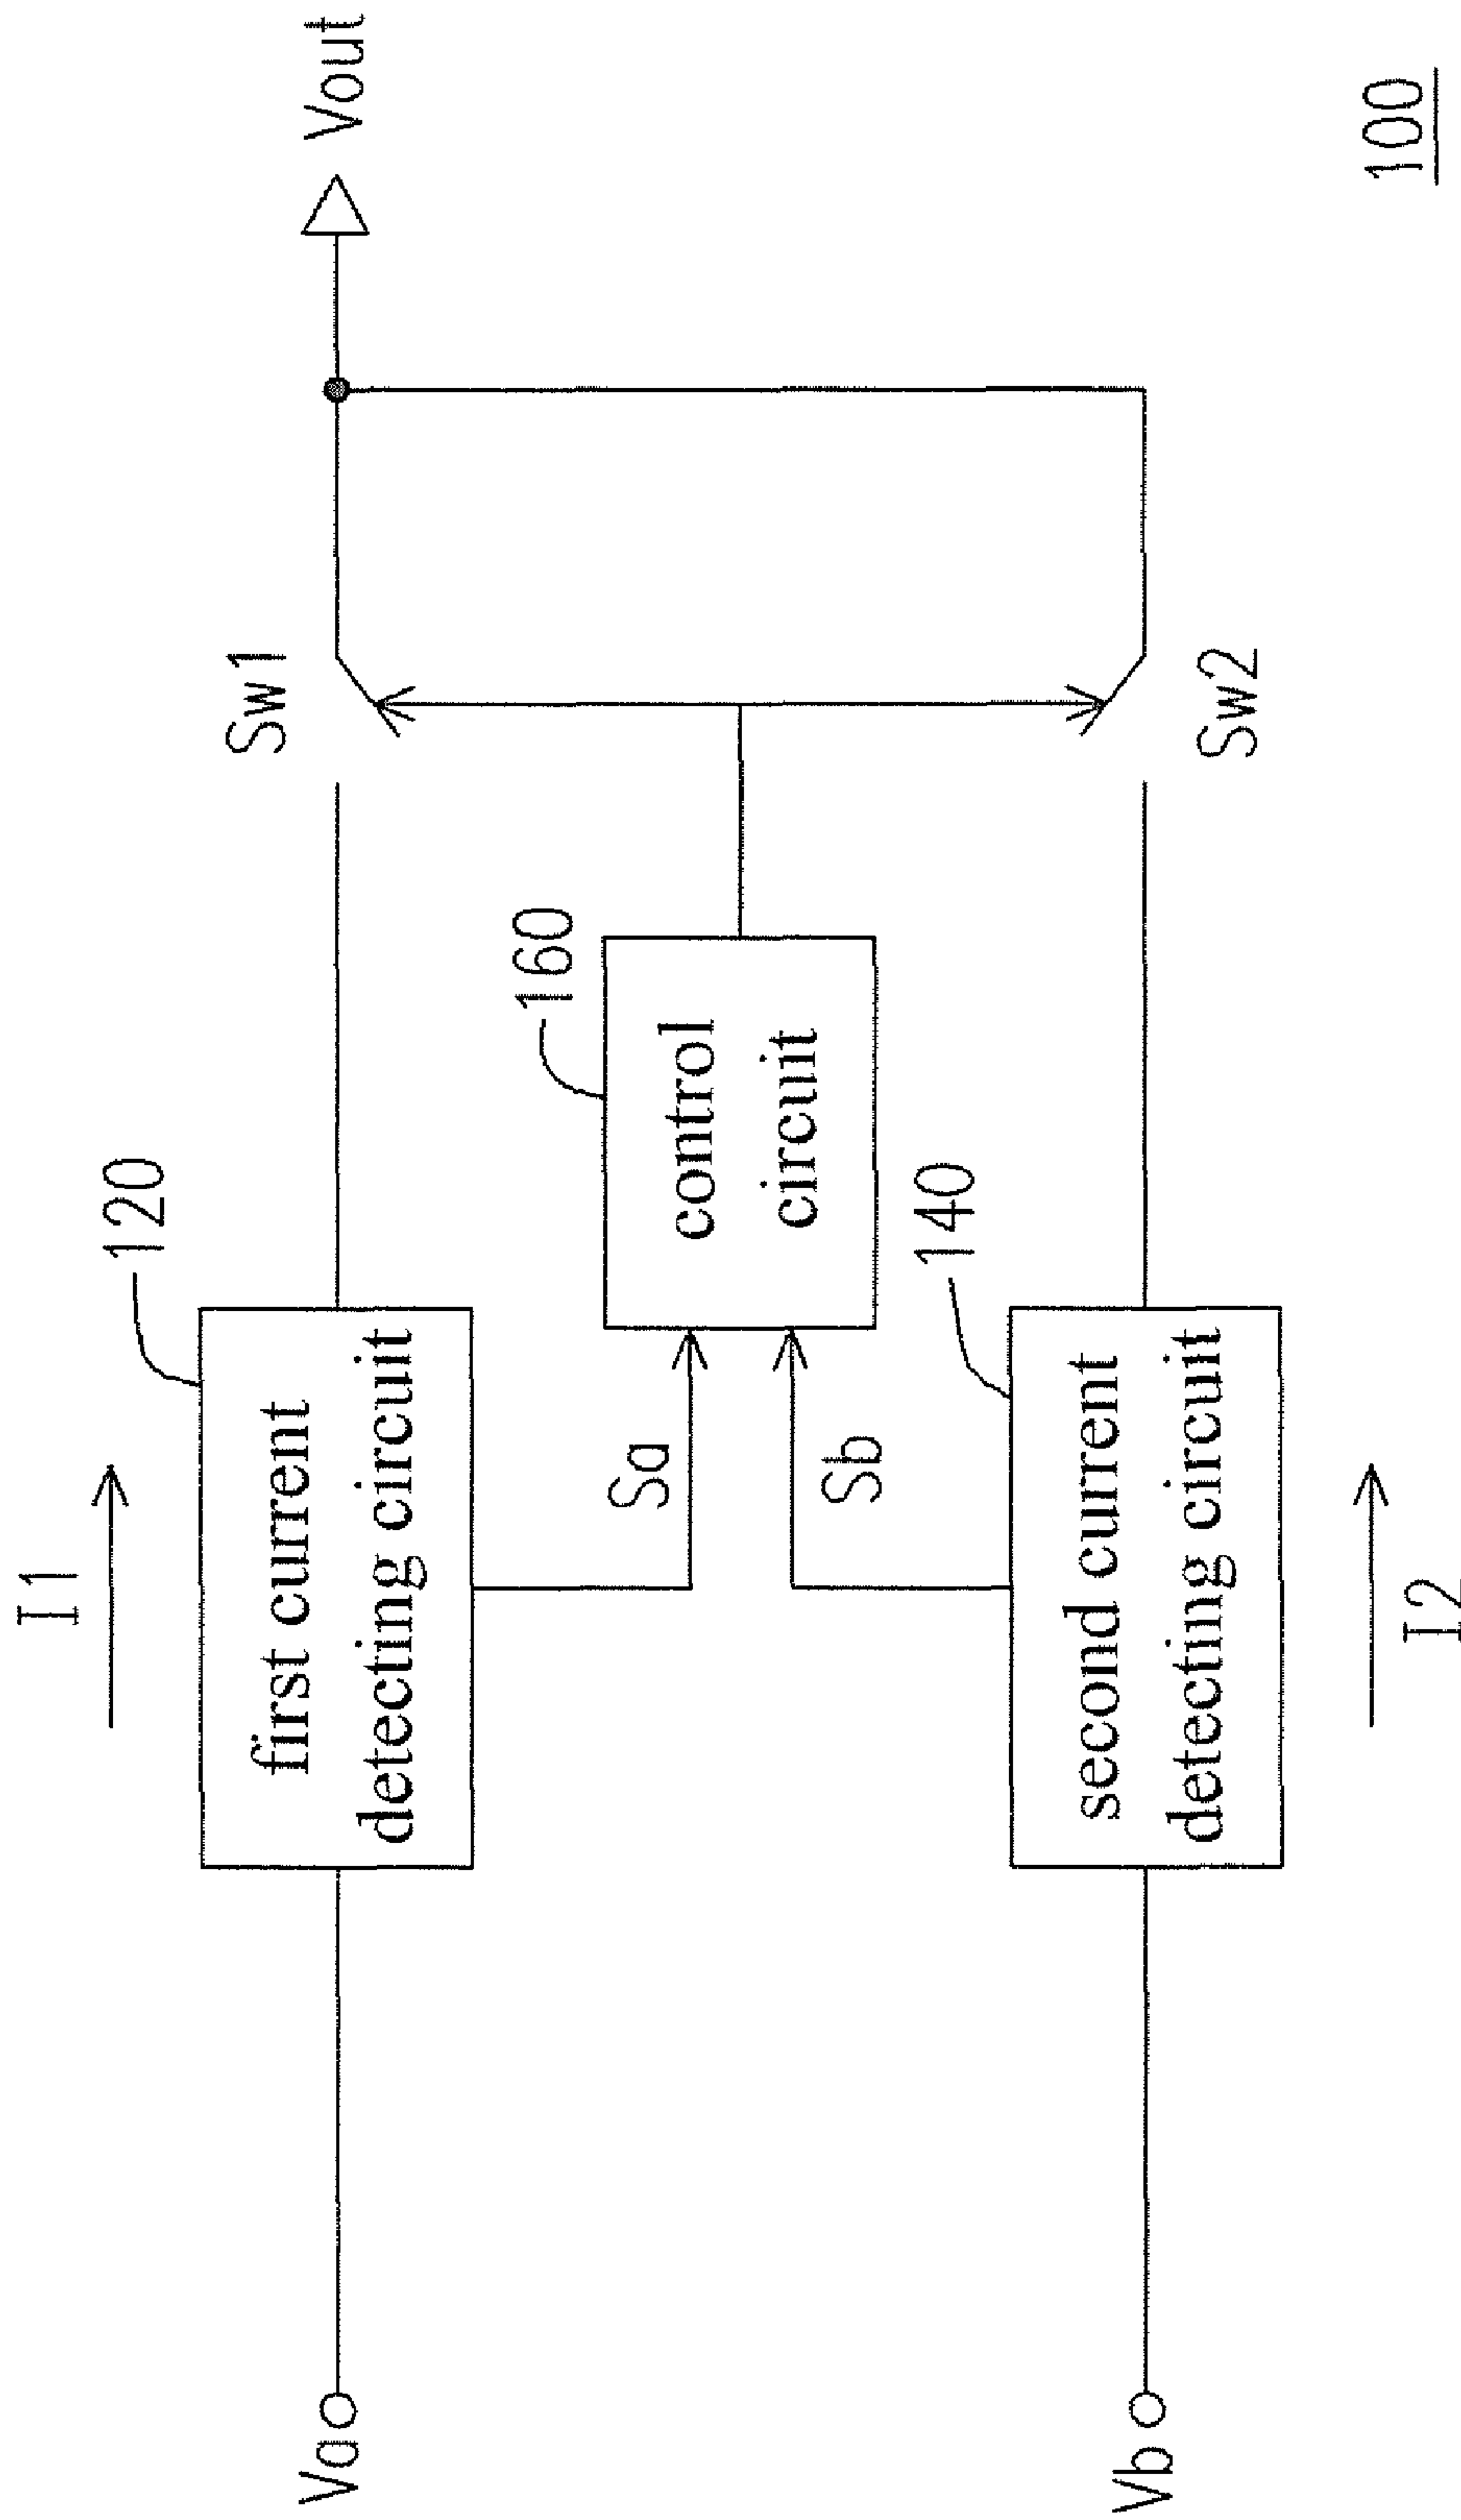 I1
120
first current
detecting circuit
Va
Sw1
Vout
160
control
circuit
Sa
Sb
140
second current
detecting circuit
Vb
Sw2
I2
100